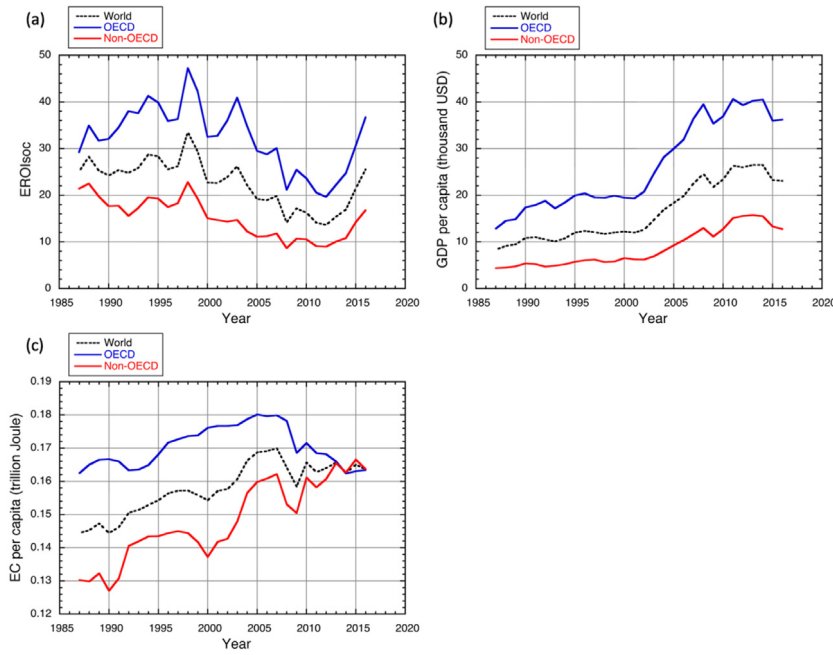 (a)
World
OECD
Non-OECD
50
40
30
20
10
0
EROIsoc
1985 1990 1995 2000 2005 2010 2015 2020
Year
(b)
World
OECD
Non-OECD
50
40
30
20
10
0
GDP per capita (thousand USD)
1985 1990 1995 2000 2005 2010 2015 2020
Year
(c)
World
OECD
Non-OECD
0.19
0.18
0.17
0.16
0.15
0.14
0.13
0.12
EC per capita (trillion Joule)
1985 1990 1995 2000 2005 2010 2015 2020
Year